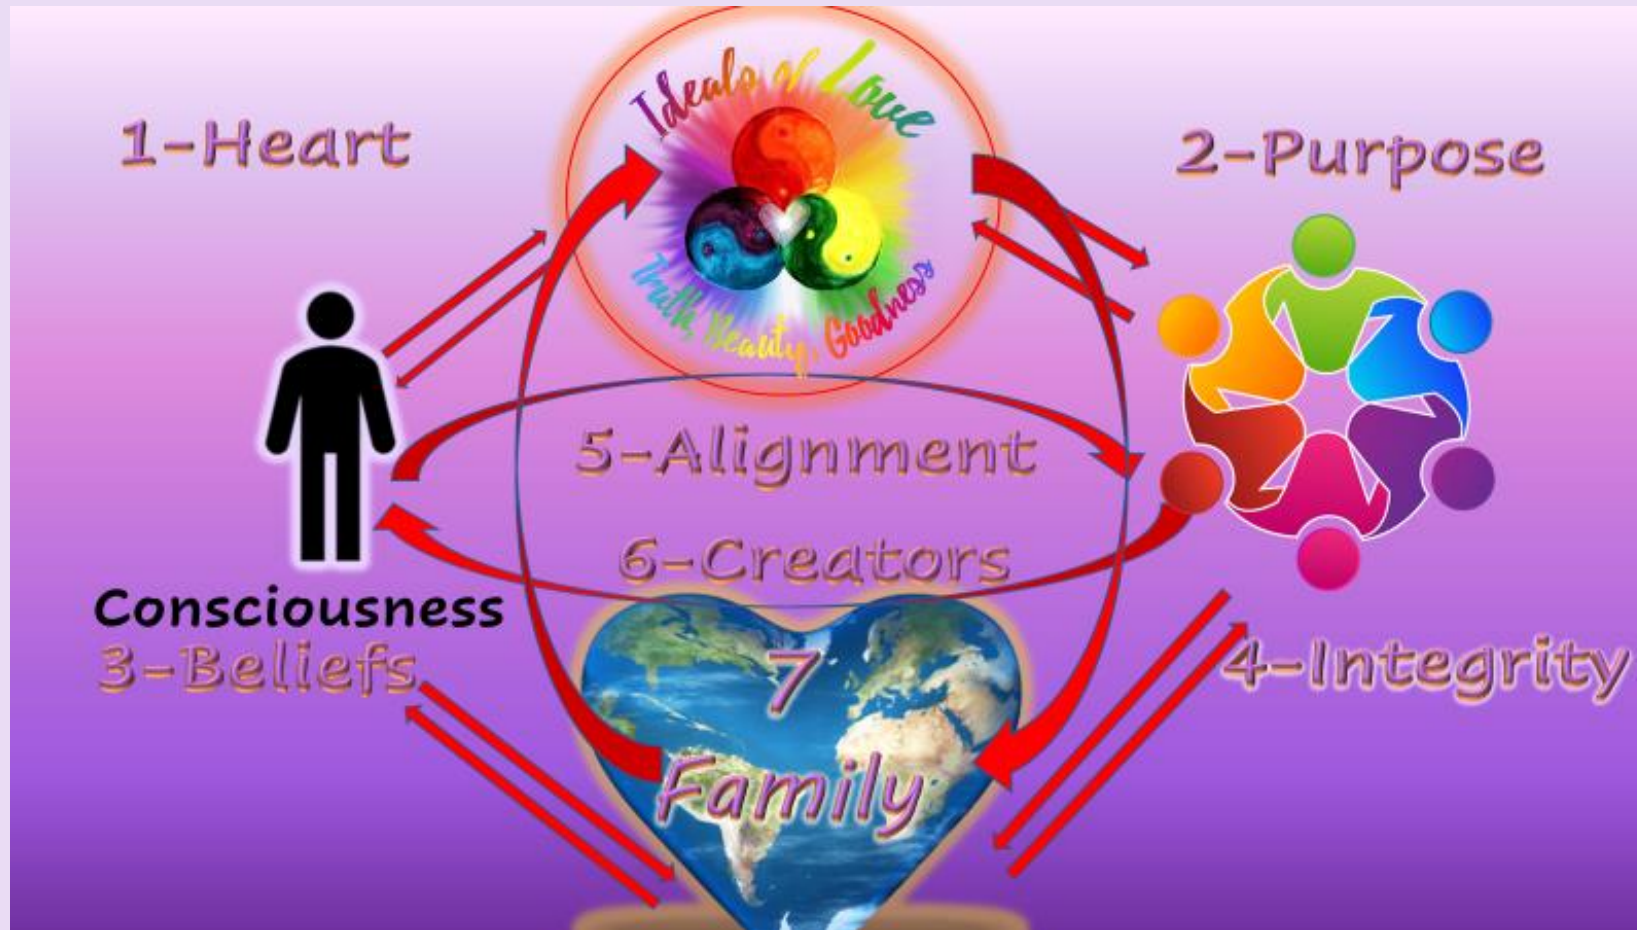 Ideals of Love
1-Heart
2-Purpose
Truth, Beauty, Goodness
5-Alignment
6-Creators
Consciousness
3-Beliefs
4-Integrity
7
Family